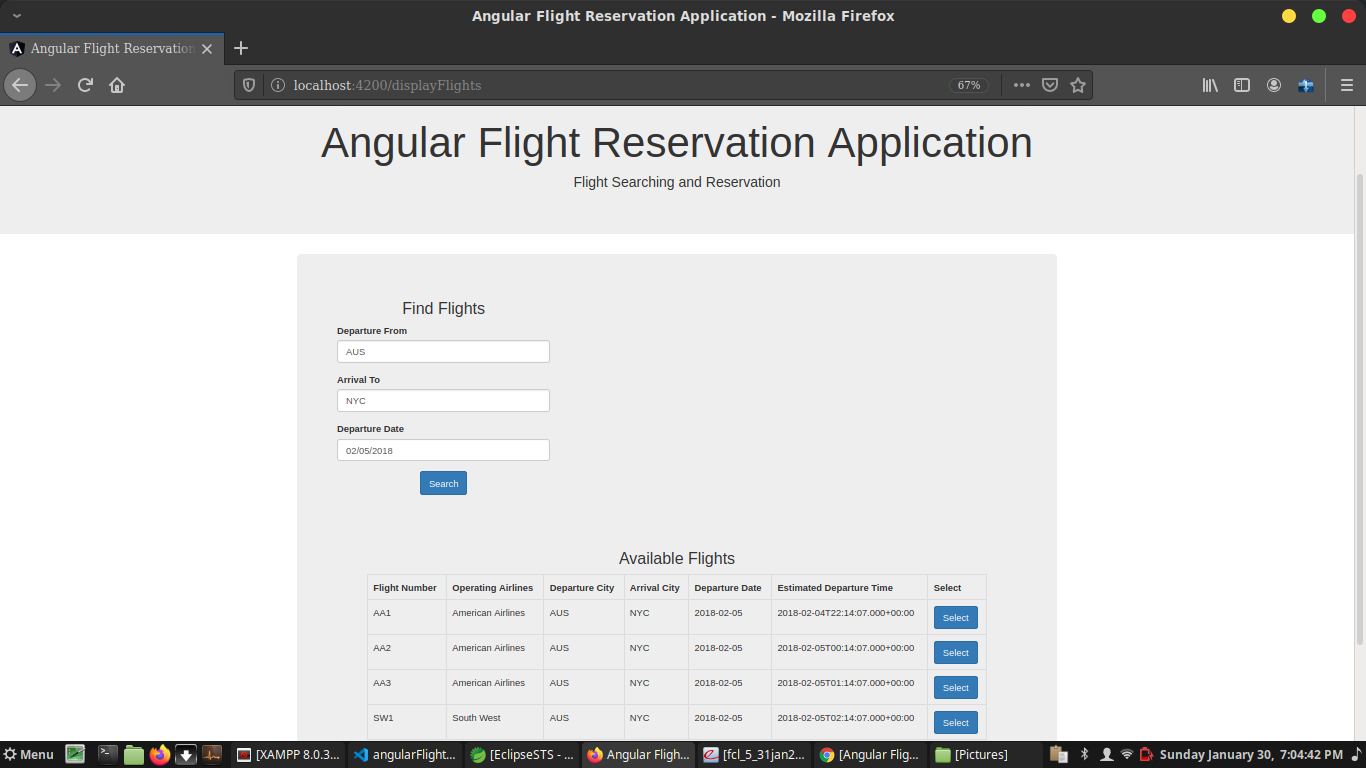 Angular Flight Reservation Application - Mozilla Firefox
Angular Flight Reservation
localhost:4200/displayFlights 67%
Angular Flight Reservation Application
Flight Searching and Reservation
Find Flights
Departure From
AUS
Arrival To
NYC
Departure Date
02/05/2018
Search
Available Flights
Flight Number Operating Airlines Departure City Arrival City Departure Date Estimated Departure Time Select
AA1 American Airlines AUS NYC 2018-02-05 2018-02-04T22:14:07.000+00:00 Select
AA2 American Airlines AUS NYC 2018-02-05 2018-02-05T00:14:07.000+00:00 Select
AA3 American Airlines AUS NYC 2018-02-05 2018-02-05T01:14:07.000+00:00 Select
SW1 South West AUS NYC 2018-02-05 2018-02-05T02:14:07.000+00:00 Select
Menu [XAMPP 8.0.3... angularFlight... [EclipseSTS - ... Angular Fligh... [fcl_5_31jan2... [Angular Flig... [Pictures] Sunday January 30, 7:04:42 PM